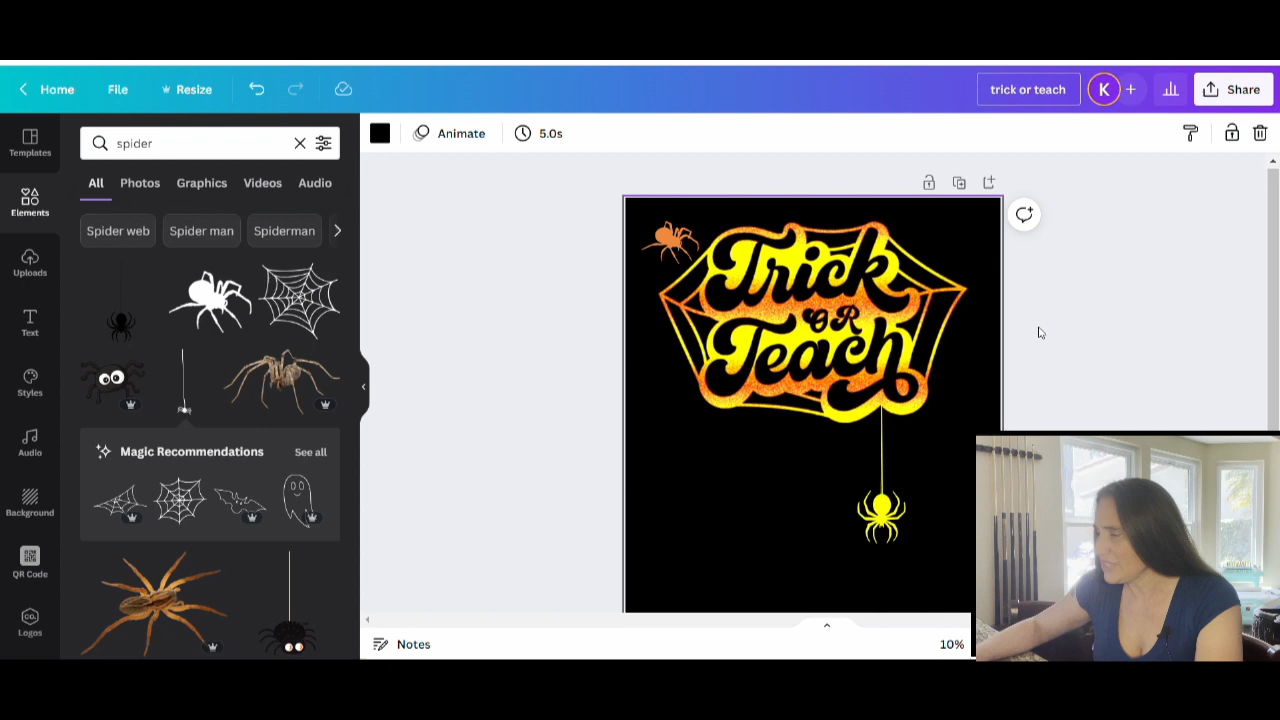 Home
File
Resize
trick or teach
K
+
Share
Templates
Elements
Uploads
Text
Styles
Audio
Background
QR Code
CO.
Logos
spider
All
Photos
Graphics
Videos
Audio
Spider web
Spider man
Spiderman
Magic Recommendations
See all
Animate
5.0s
Trick
OR
Teach
Notes
10%